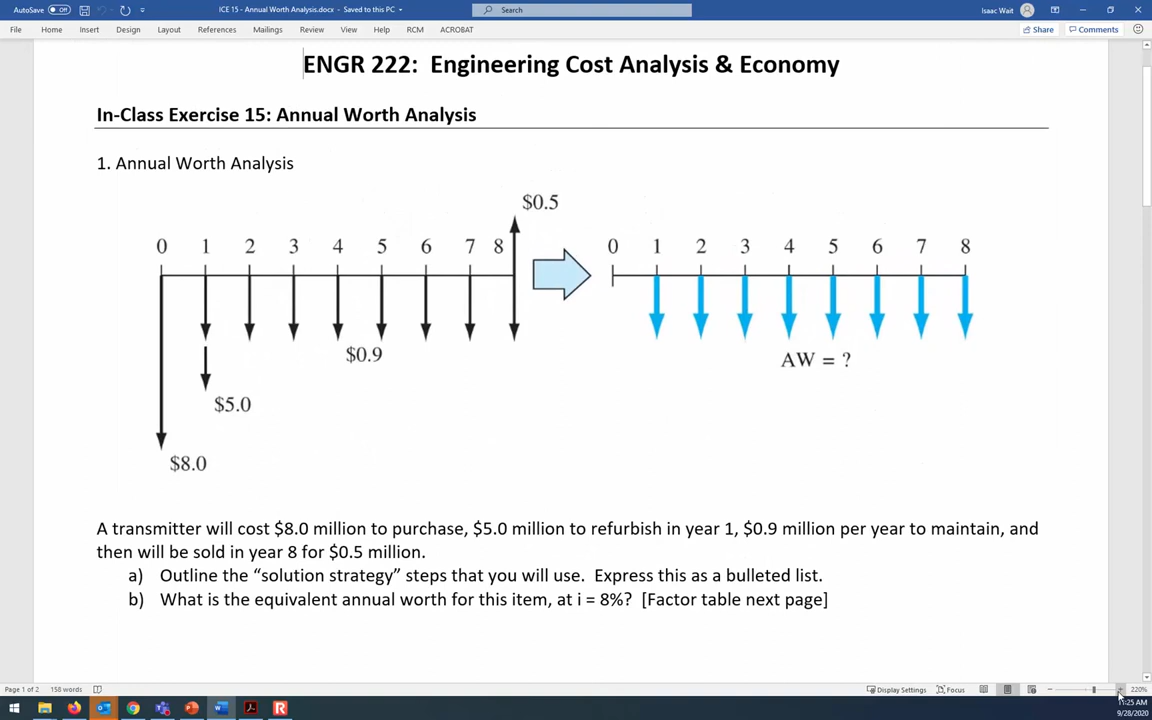 AutoSave Off
ICE 15 - Annual Worth Analysis.docx - Saved to this PC
Search
Isaac Wait
File Home Insert Design Layout References Mailings Review View Help RCM ACROBAT
Share Comments
ENGR 222: Engineering Cost Analysis & Economy
In-Class Exercise 15: Annual Worth Analysis
1. Annual Worth Analysis
$0.5
0 1 2 3 4 5 6 7 8
0 1 2 3 4 5 6 7 8
$0.9
AW = ?
$5.0
$8.0
A transmitter will cost $8.0 million to purchase, $5.0 million to refurbish in year 1, $0.9 million per year to maintain, and
then will be sold in year 8 for $0.5 million.
a) Outline the “solution strategy” steps that you will use. Express this as a bulleted list.
b) What is the equivalent annual worth for this item, at i = 8%? [Factor table next page]
Page 1 of 2 158 words
Display Settings Focus
220%
11:25 AM
9/28/2020